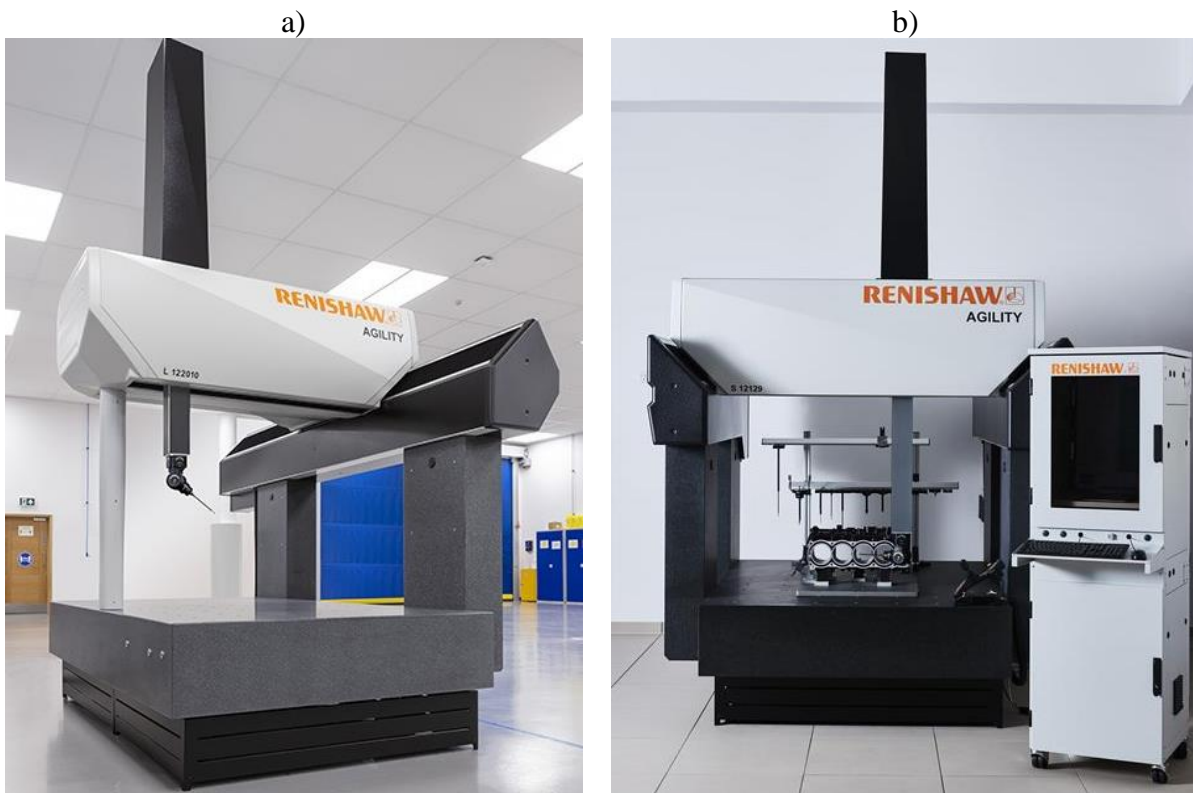 a)
b)
RENISHAW
AGILITY
L 122010
RENISHAW
AGILITY
S 12129
RENISHAW